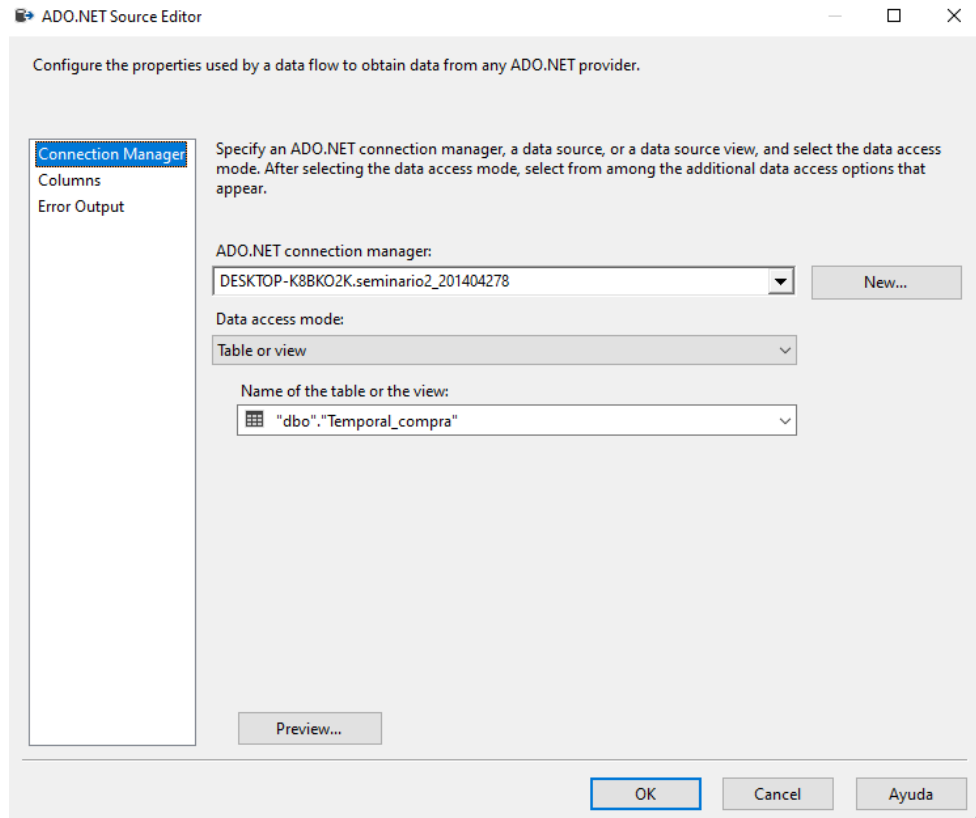 ADO.NET Source Editor
Configure the properties used by a data flow to obtain data from any ADO.NET provider.
Connection Manager
Columns
Error Output
Specify an ADO.NET connection manager, a data source, or a data source view, and select the data access
mode. After selecting the data access mode, select from among the additional data access options that
appear.
ADO.NET connection manager:
DESKTOP-K8BKO2K.seminario2_201404278
New...
Data access mode:
Table or view
Name of the table or the view:
"dbo"."Temporal_compra"
Preview...
OK
Cancel
Ayuda